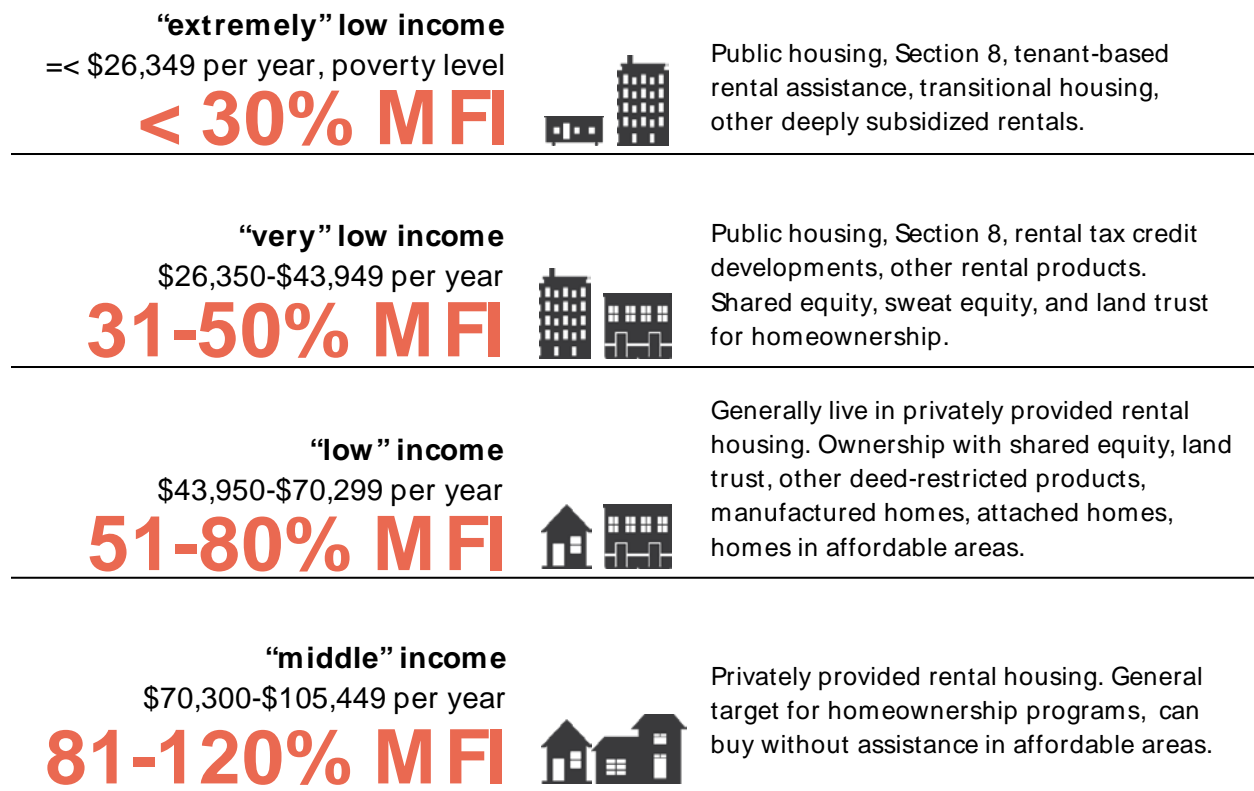 “extremely” low income
=< $26,349 per year, poverty level
< 30% MFI
Public housing, Section 8, tenant-based
rental assistance, transitional housing,
other deeply subsidized rentals.
“very” low income
$26,350-$43,949 per year
31-50% MFI
Public housing, Section 8, rental tax credit
developments, other rental products.
Shared equity, sweat equity, and land trust
for homeownership.
“low” income
$43,950-$70,299 per year
51-80% MFI
Generally live in privately provided rental
housing. Ownership with shared equity, land
trust, other deed-restricted products,
manufactured homes, attached homes,
homes in affordable areas.
“middle” income
$70,300-$105,449 per year
81-120% MFI
Privately provided rental housing. General
target for homeownership programs, can
buy without assistance in affordable areas.